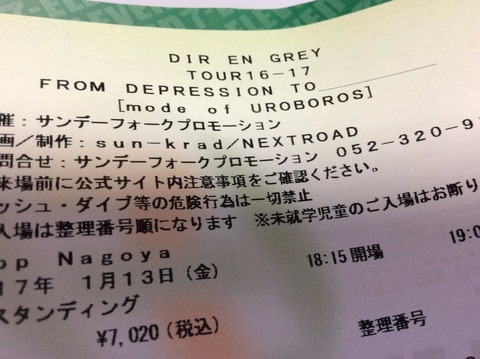 DIR EN GREY
TOUR16-17
FROM DEPRESSION TO__________
[mode of UROBOROS]
催：サンデーフォークプロモーション
画／制作：sun-krad/NEXTROAD
問合せ：サンデーフォークプロモーション 052-320-9
来場前に公式サイト内注意事項をご確認ください。
ッシュ・ダイブ等の危険行為は一切禁止
入場は整理番号順になります ※未就学児童のご入場はお断り
pp Nagoya
17年 1月13日（金） 18:15開場 19:0
スタンディング
¥7,020（税込） 整理番号